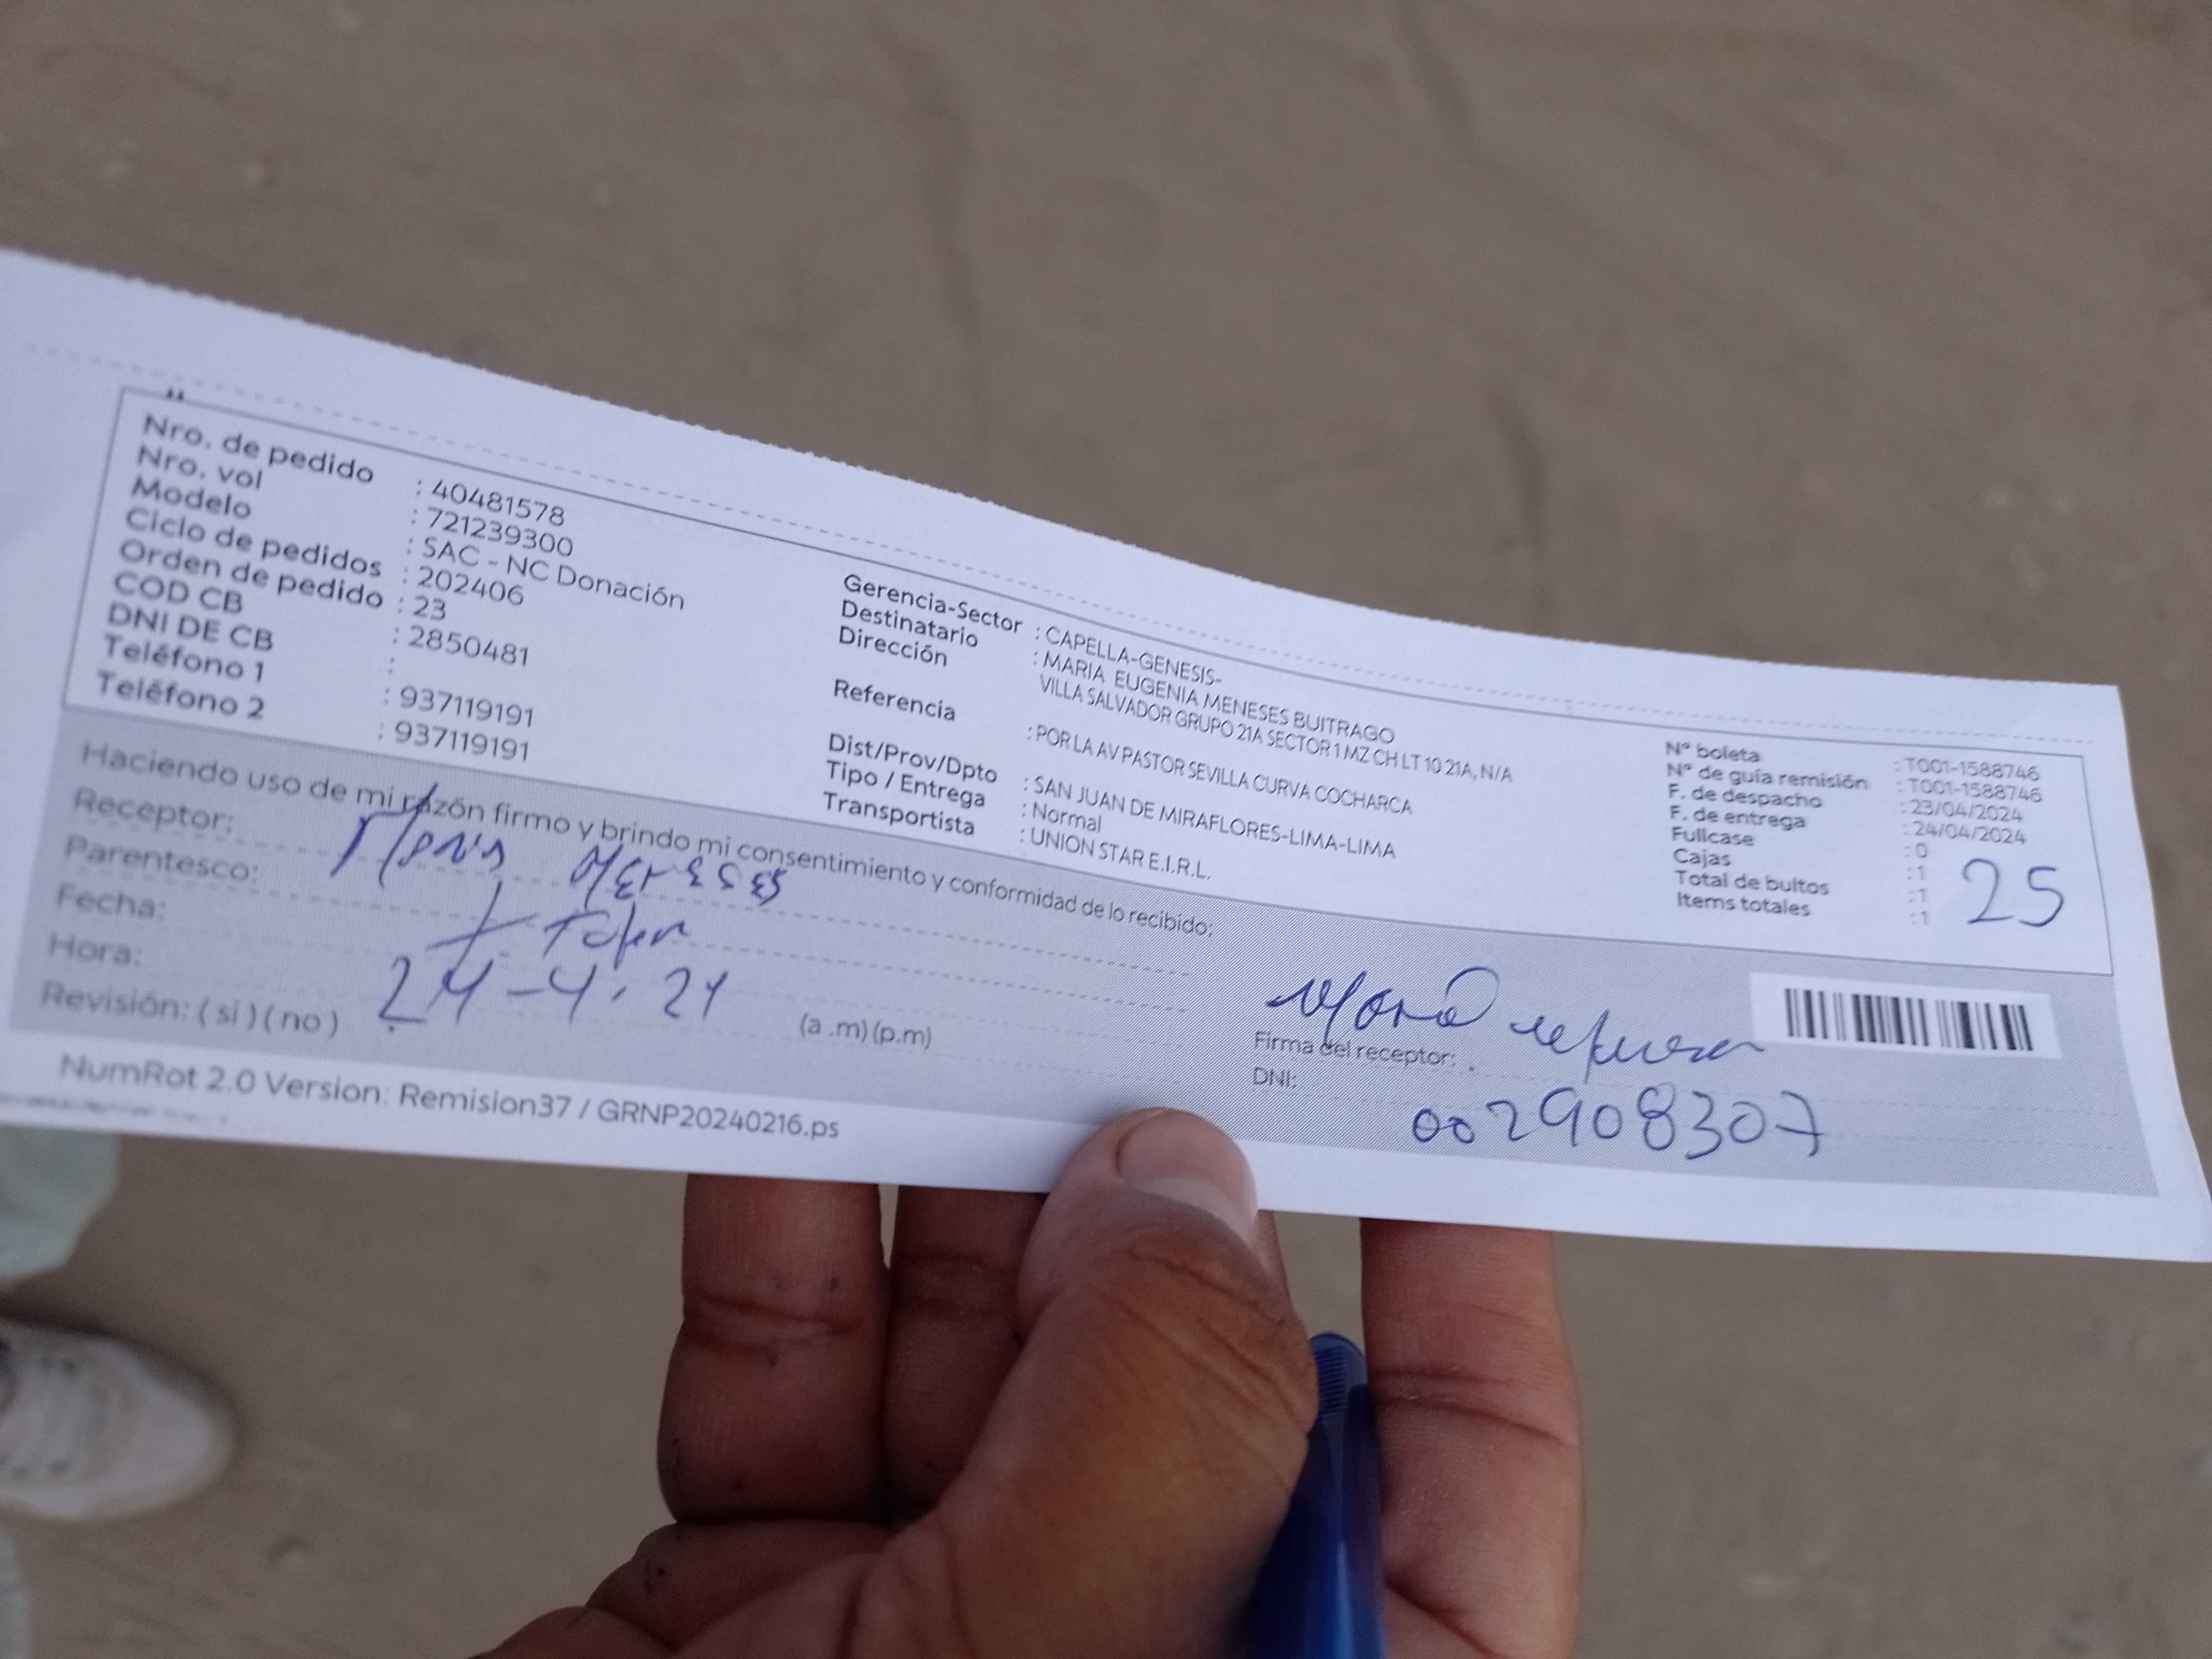 Nro. de pedido : 40481578
Nro. vol : 721239300
Modelo : SAC - NC Donación
Ciclo de pedidos : 202406
Orden de pedido : 23
COD CB : 2850481
DNI DE CB :
Teléfono 1 : 937119191
Teléfono 2 : 937119191
Gerencia-Sector : CAPELLA-GENESIS-
Destinatario : MARIA EUGENIA MENESES BUITRAGO
Dirección VILLA SALVADOR GRUPO 21A SECTOR 1 MZ CH LT 10 21A, N/A
Referencia : POR LA AV PASTOR SEVILLA CURVA COCHARCA
Dist/Prov/Dpto : SAN JUAN DE MIRAFLORES-LIMA-LIMA
Tipo / Entrega : Normal
Transportista : UNION STAR E.I.R.L.
Nº boleta : T001-1588746
Nº de guía remisión : T001-1588746
F. de despacho : 23/04/2024
F. de entrega : 24/04/2024
Fullcase : 0
Cajas : 1
Total de bultos : 1
Items totales : 1
25
Haciendo uso de mi razón firmo y brindo mi consentimiento y conformidad de lo recibido:
Receptor: Meneses
Parentesco:
Fecha: 24-4.24
Hora: (a .m) (p.m)
Revisión: ( si ) ( no )
Firma del receptor:
DNI: 002908307
NumRot 2.0 Version: Remision37 / GRNP20240216.ps